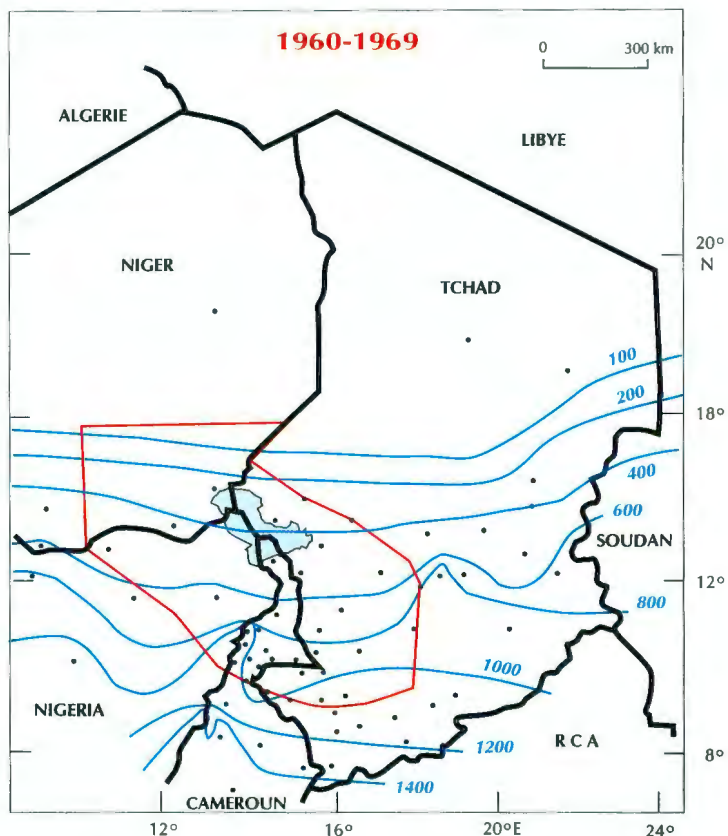 1960-1969
0 300 km
ALGERIE
LIBYE
20°
N
NIGER
TCHAD
100
200
18°
400
600
SOUDAN
12°
800
1000
NIGERIA
RCA
1200
8°
1400
CAMEROUN
12° 16° 20°E 24°